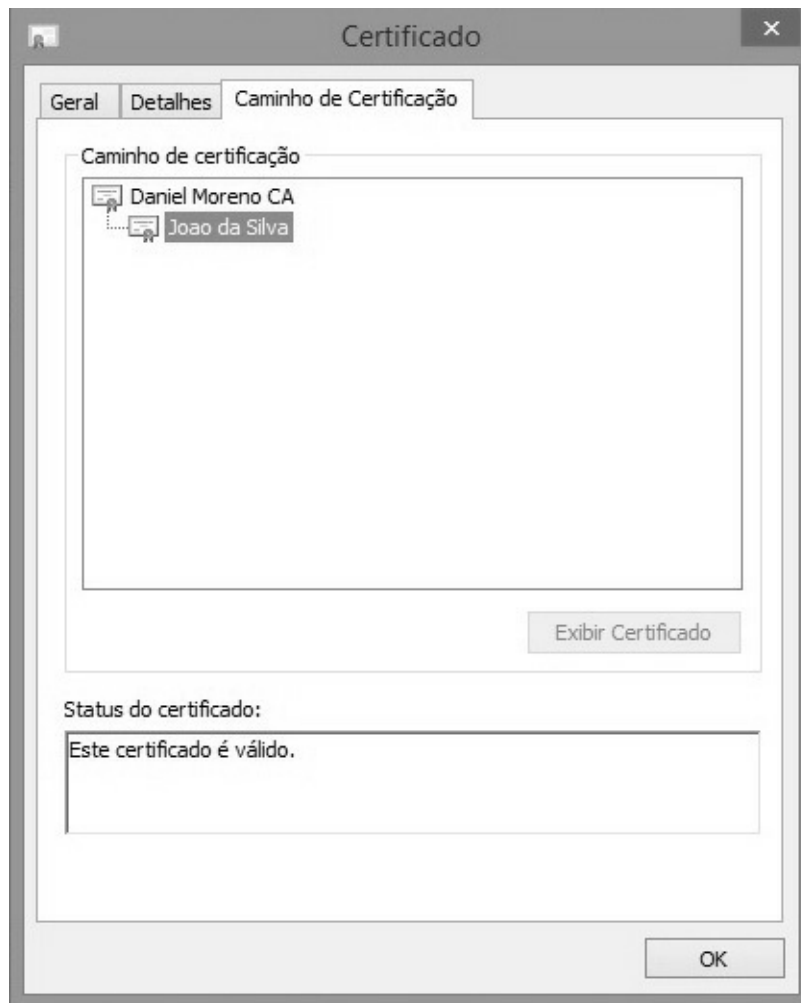 Certificado
Geral Detalhes Caminho de Certificação
Caminho de certificação
Daniel Moreno CA
Joao da Silva
Exibir Certificado
Status do certificado:
Este certificado é válido.
OK